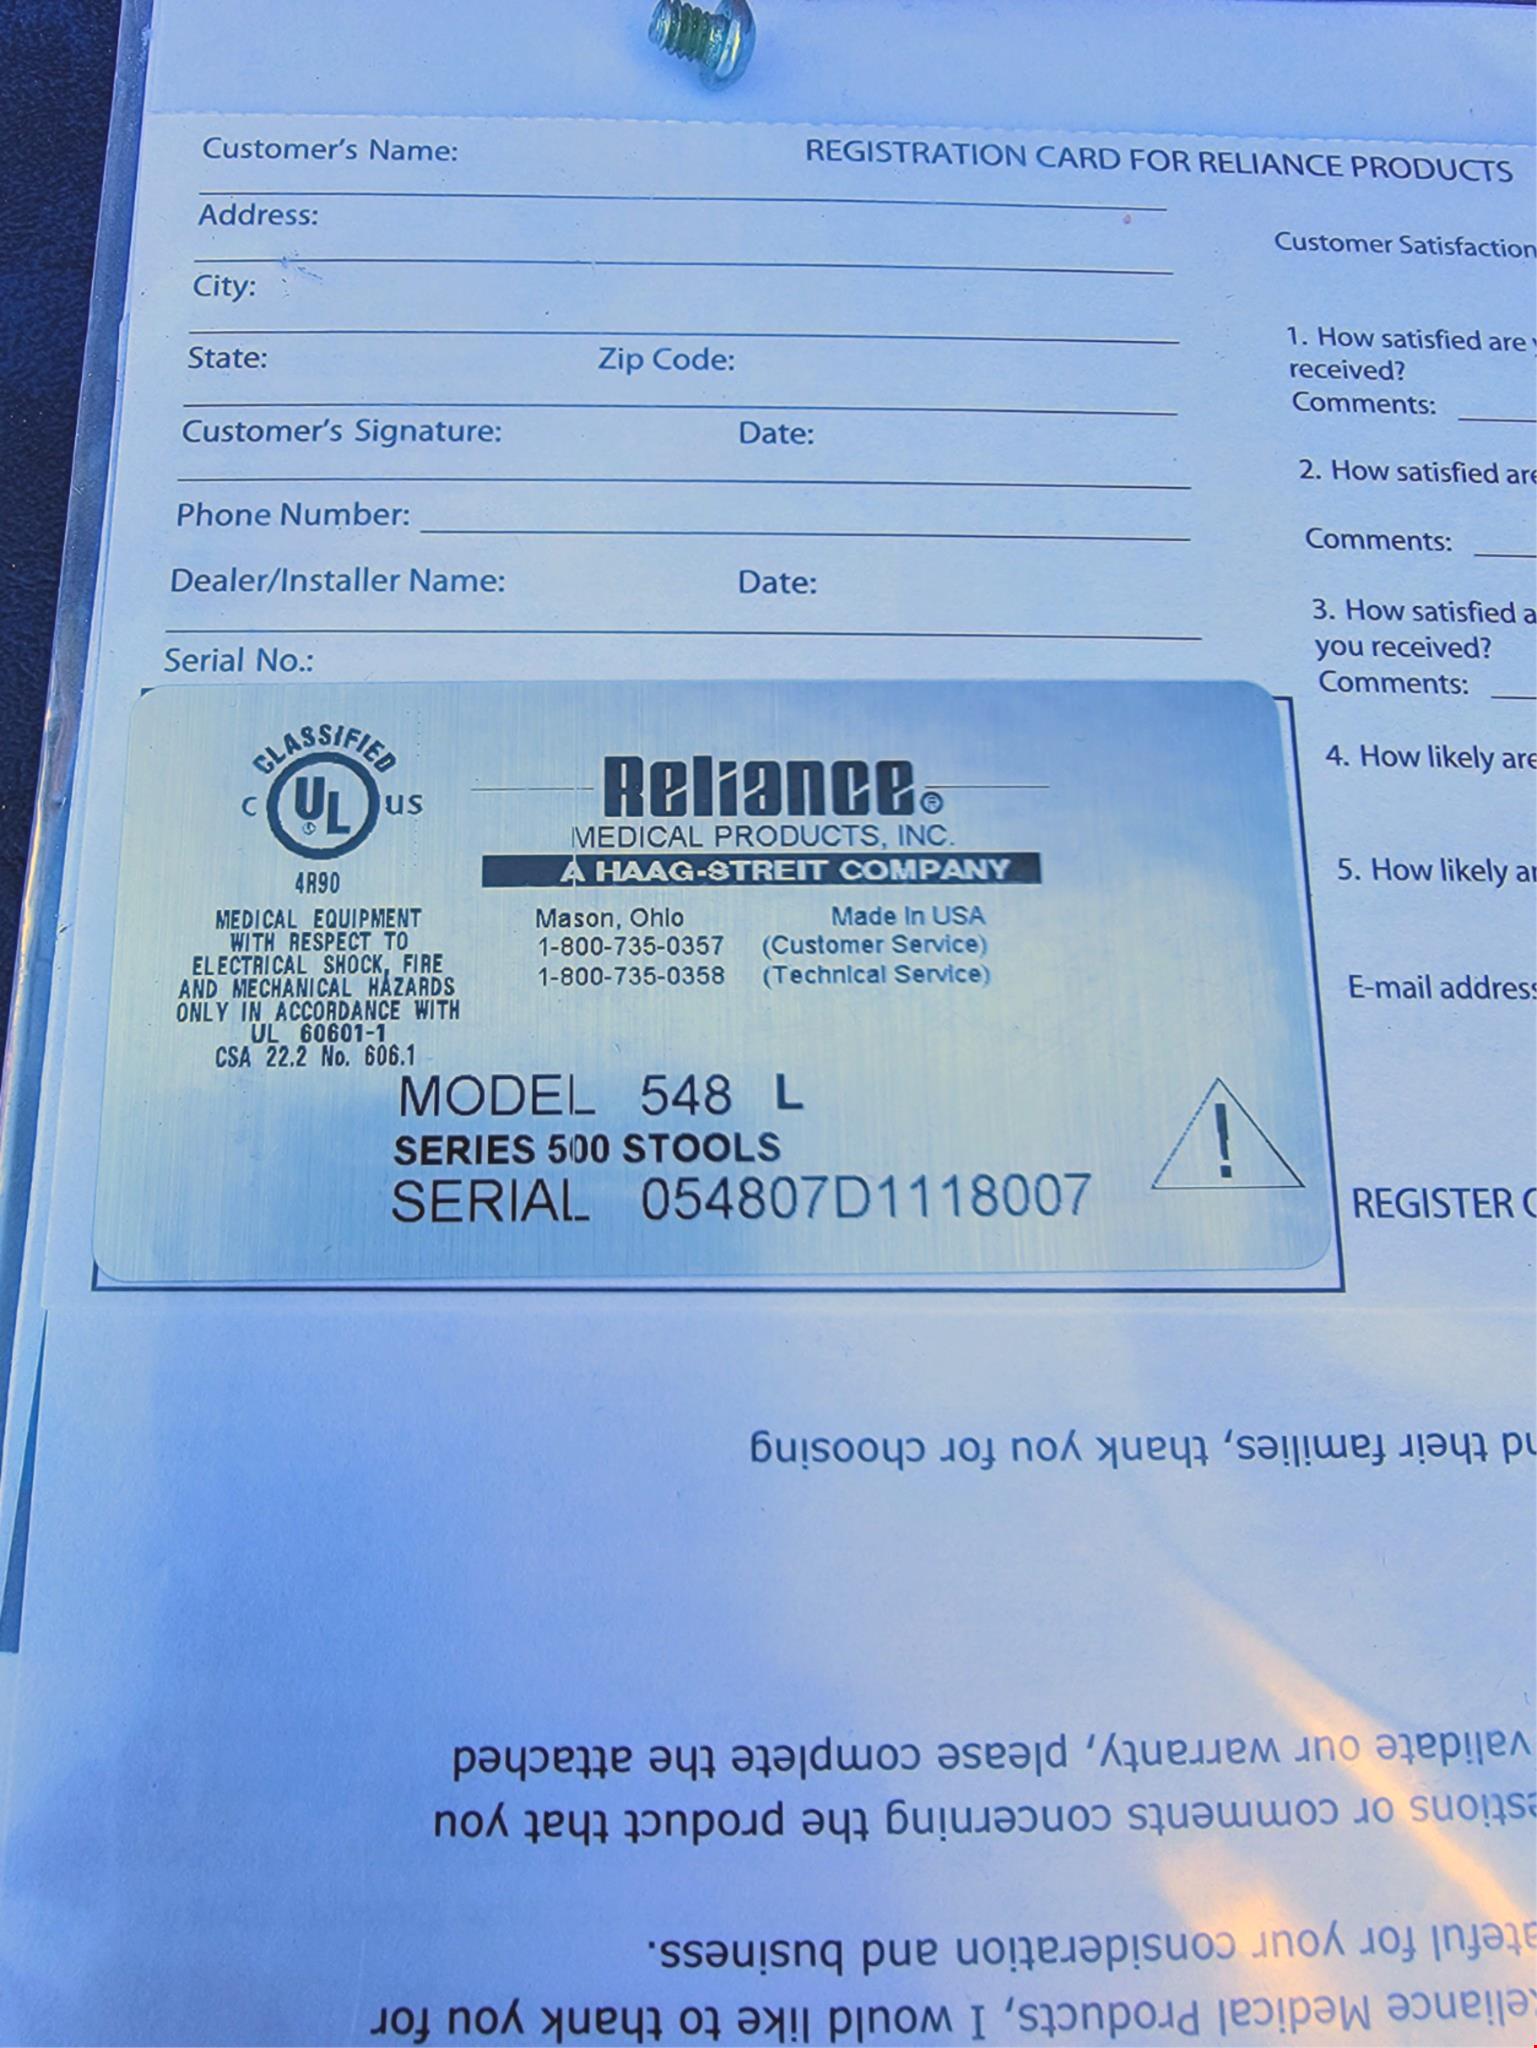 Customer's Name:
REGISTRATION CARD FOR RELIANCE PRODUCTS
Address:
City:
State: Zip Code:
Customer's Signature: Date:
Phone Number:
Dealer/Installer Name: Date:
Serial No.:
Customer Satisfaction
1. How satisfied are
received?
Comments:
2. How satisfied are
Comments:
3. How satisfied a
you received?
Comments:
4. How likely are
5. How likely
E-mail address
REGISTER
CLASSIFIED
C UL US
®
4R90
MEDICAL EQUIPMENT
WITH RESPECT TO
ELECTRICAL SHOCK, FIRE
AND MECHANICAL HAZARDS
ONLY IN ACCORDANCE WITH
UL 60601-1
CSA 22.2 No. 606.1
Reliance®
MEDICAL PRODUCTS, INC.
A HAAG-STREIT COMPANY
Mason, Ohio Made In USA
1-800-735-0357 (Customer Service)
1-800-735-0358 (Technical Service)
MODEL 548 L
SERIES 500 STOOLS
SERIAL 054807D1118007
!
eliance Medical Products, I would like to thank you for
ateful for your consideration and business.
estions or comments concerning the product that you
validate our warranty, please complete the attached
nd their families, thank you for choosing